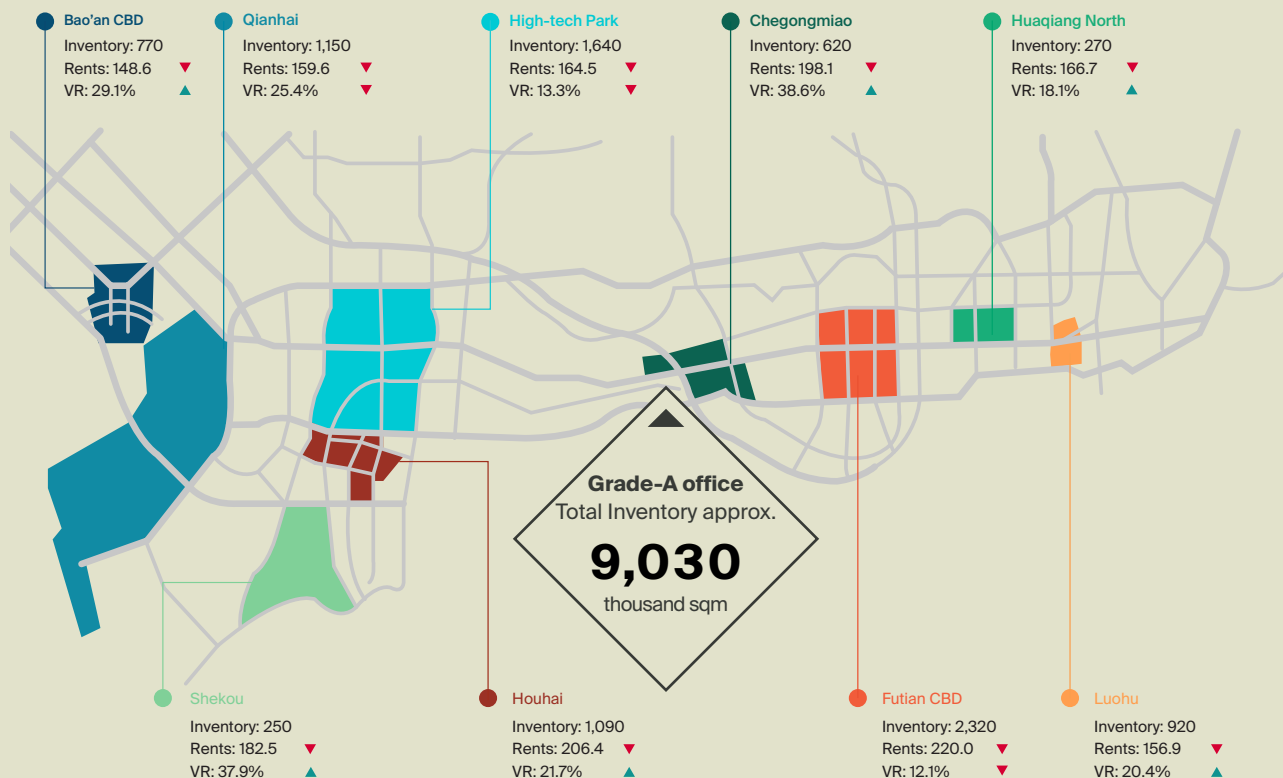 Bao'an CBD
Inventory: 770
Rents: 148.6
VR: 29.1%
Qianhai
Inventory: 1,150
Rents: 159.6
VR: 25.4%
High-tech Park
Inventory: 1,640
Rents: 164.5
VR: 13.3%
Chegongmiao
Inventory: 620
Rents: 198.1
VR: 38.6%
Huaqiang North
Inventory: 270
Rents: 166.7
VR: 18.1%
Grade-A office
Total Inventory approx.
9,030
thousand sqm
Shekou
Inventory: 250
Rents: 182.5
VR: 37.9%
Houhai
Inventory: 1,090
Rents: 206.4
VR: 21.7%
Futian CBD
Inventory: 2,320
Rents: 220.0
VR: 12.1%
Luohu
Inventory: 920
Rents: 156.9
VR: 20.4%